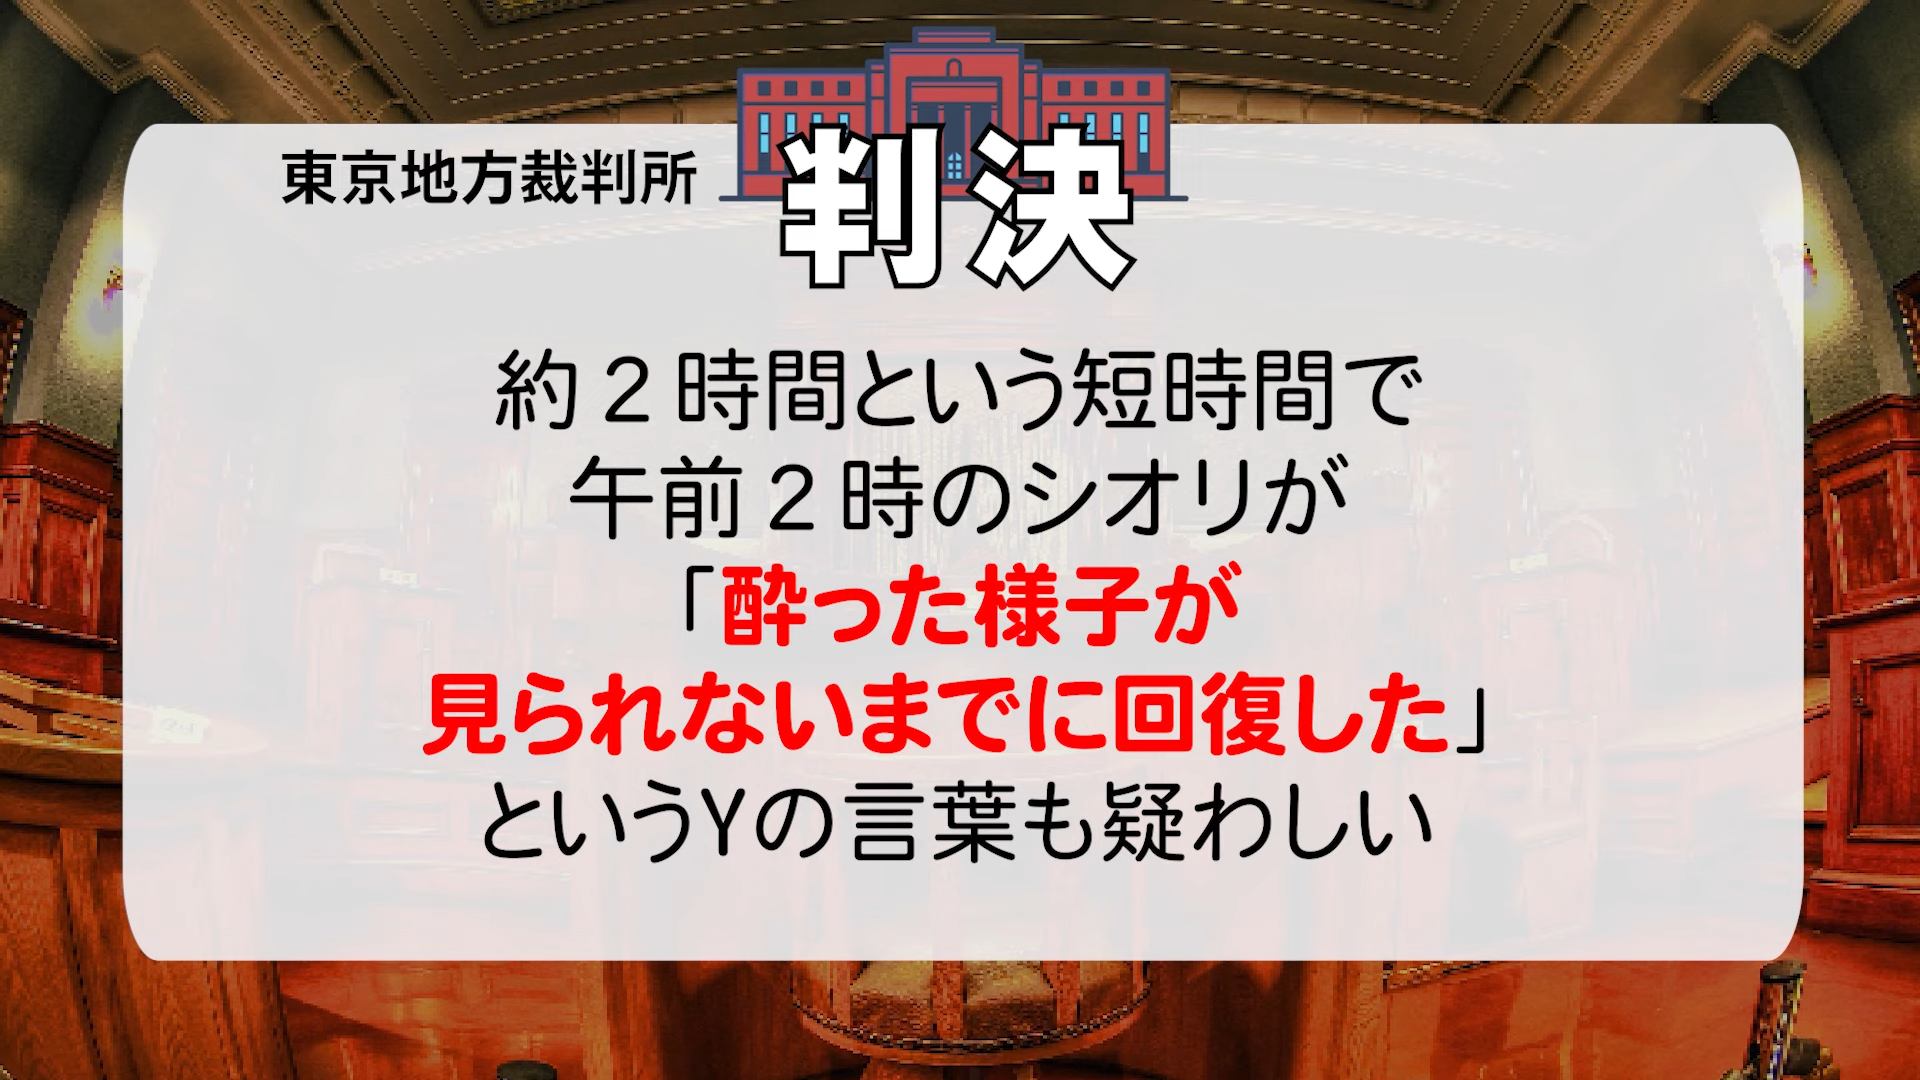 東京地方裁判所
判決
約２時間という短時間で
午前２時のシオリが
「酔った様子が
見られないまでに回復した」
というYの言葉も疑わしい